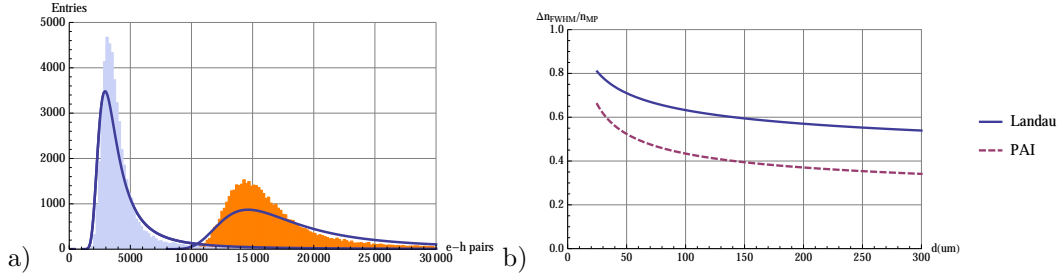 Entries
5000
4000
3000
2000
1000
0
0 5000 10 000 15 000 20 000 25 000 30 000
e−h pairs
a)
ΔnFWHM/nMP
1.0
0.8
0.6
0.4
0.2
0.0
0 50 100 150 200 250 300
d(um)
b)
Landau
PAI